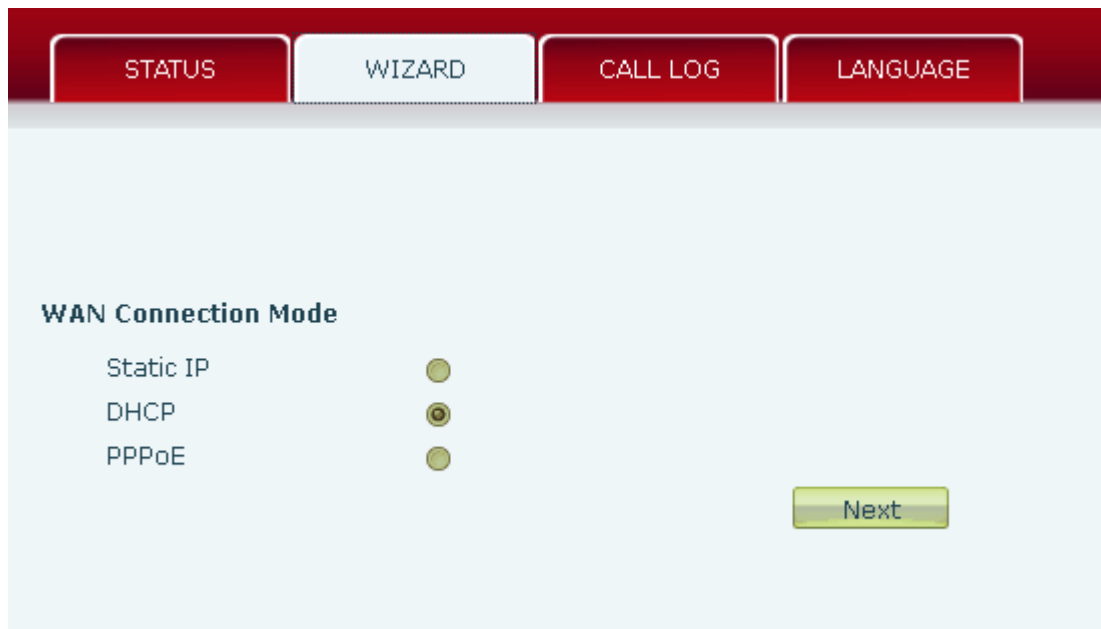 STATUS WIZARD CALL LOG LANGUAGE
WAN Connection Mode
Static IP
DHCP
PPPoE
Next